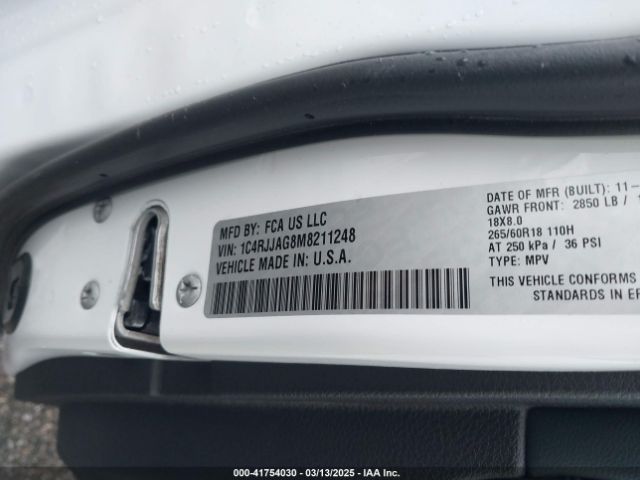 MFD BY: FCA US LLC
VIN: 1C4RJJAG8M8211248
VEHICLE MADE IN: U.S.A.
DATE OF MFR (BUILT): 11-
GAWR FRONT: 2850 LB /
18X8.0
265/60R18 110H
AT 250 kPa / 36 PSI
TYPE: MPV
THIS VEHICLE CONFORMS
STANDARDS IN
000-41754030 - 03/13/2025 - IAA Inc.